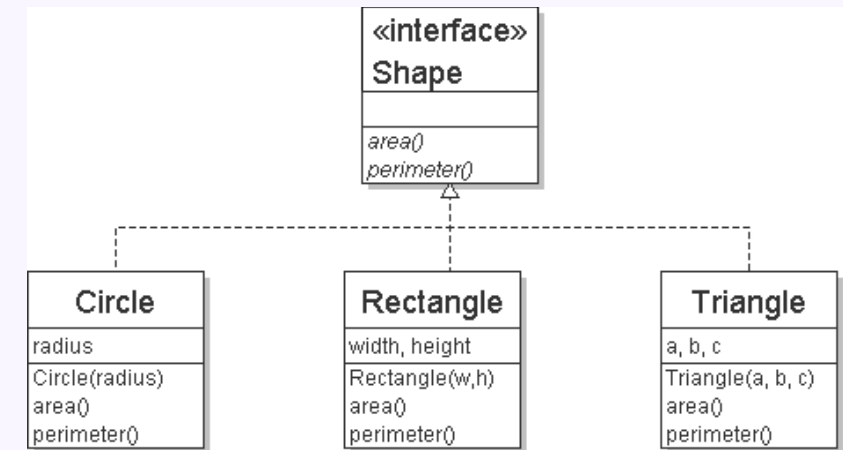 «interface»
Shape
area()
perimeter()
Circle
radius
Circle(radius)
area()
perimeter()
Rectangle
width, height
Rectangle(w,h)
area()
perimeter()
Triangle
a, b, c
Triangle(a, b, c)
area()
perimeter()